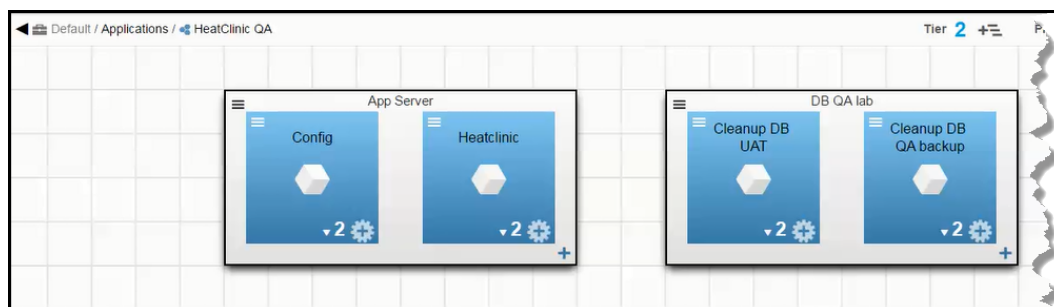 Default / Applications / HeatClinic QA
Tier 2
App Server
DB QA lab
Config
Heatclinic
Cleanup DB
UAT
Cleanup DB
QA backup
2
2
2
2